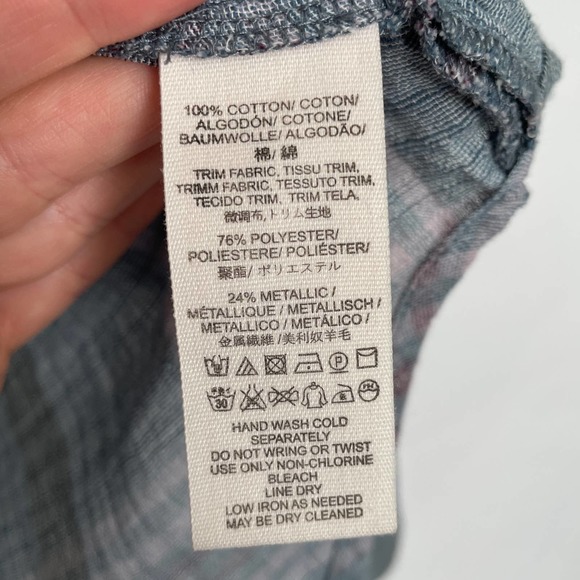 100% COTTON/ COTON/
ALGODÓN/ COTONE/
BAUMWOLLE/ ALGODÃO/
棉/ 綿
TRIM FABRIC, TISSU TRIM,
TRIMM FABRIC, TESSUTO TRIM,
TECIDO TRIM, TRIM TELA,
微调布,トリム生地
76% POLYESTER/
POLIESTERE/ POLIÉSTER/
聚酯/ ポリエステル
24% METALLIC /
MÉTALLIQUE / METALLISCH /
METALLICO / METÁLICO /
金属纖維 /美利奴羊毛
P
手洗イ
30
HAND WASH COLD
SEPARATELY
DO NOT WRING OR TWIST
USE ONLY NON-CHLORINE
BLEACH
LINE DRY
LOW IRON AS NEEDED
MAY BE DRY CLEANED